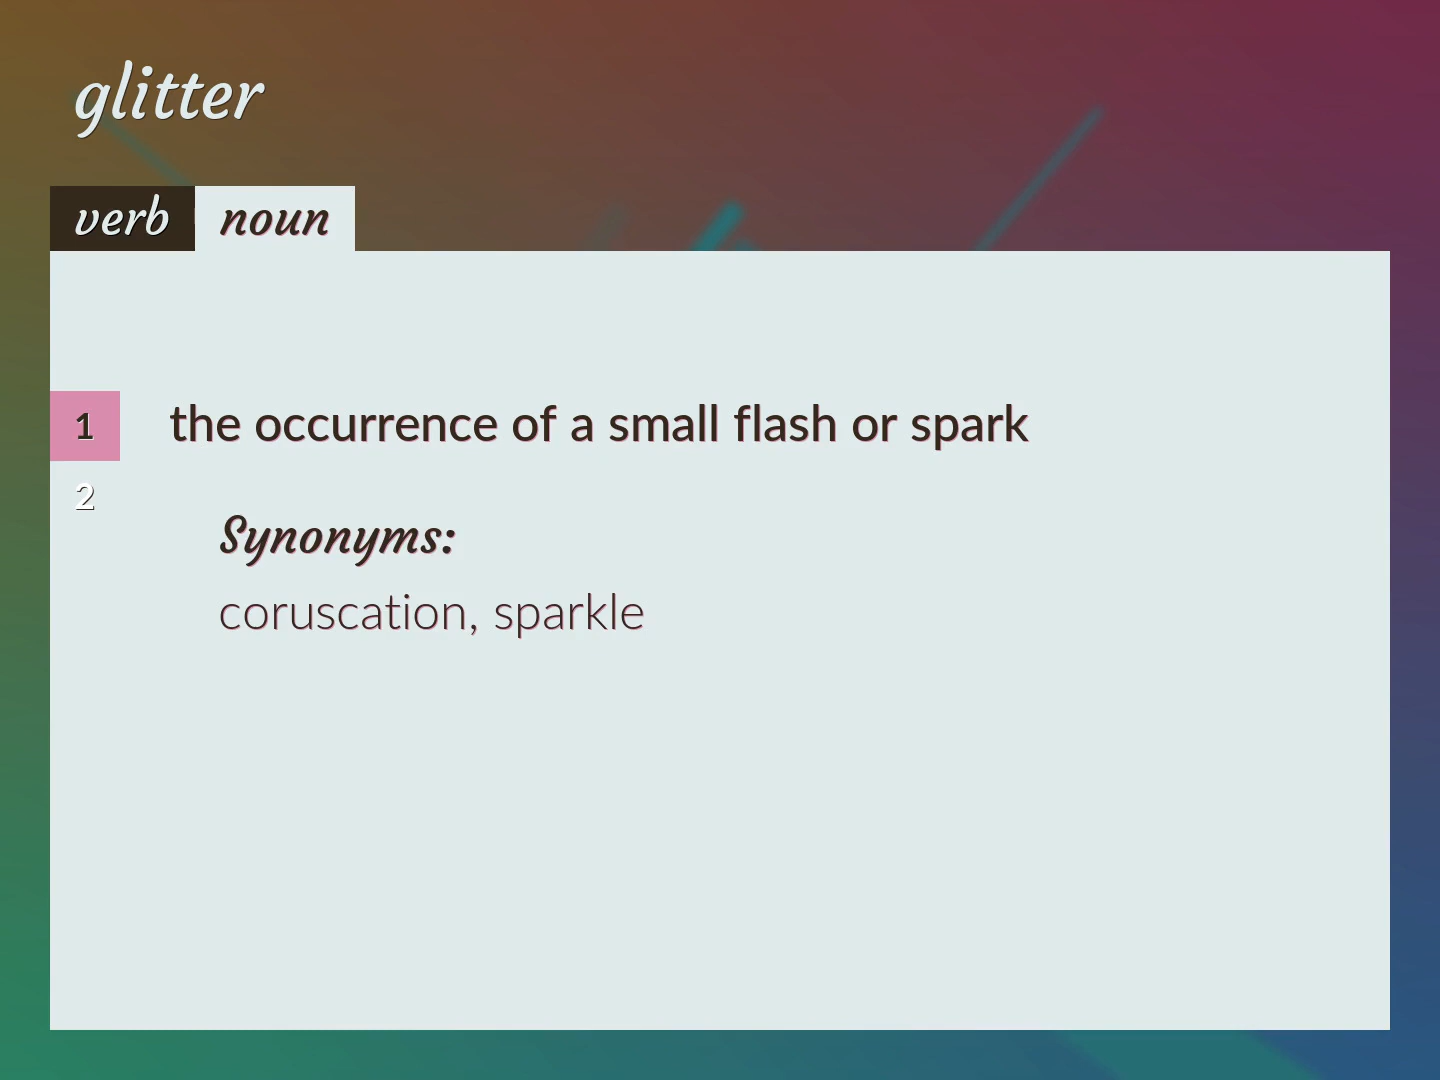 glitter
verb noun
1 the occurrence of a small flash or spark
2
Synonyms:
coruscation, sparkle